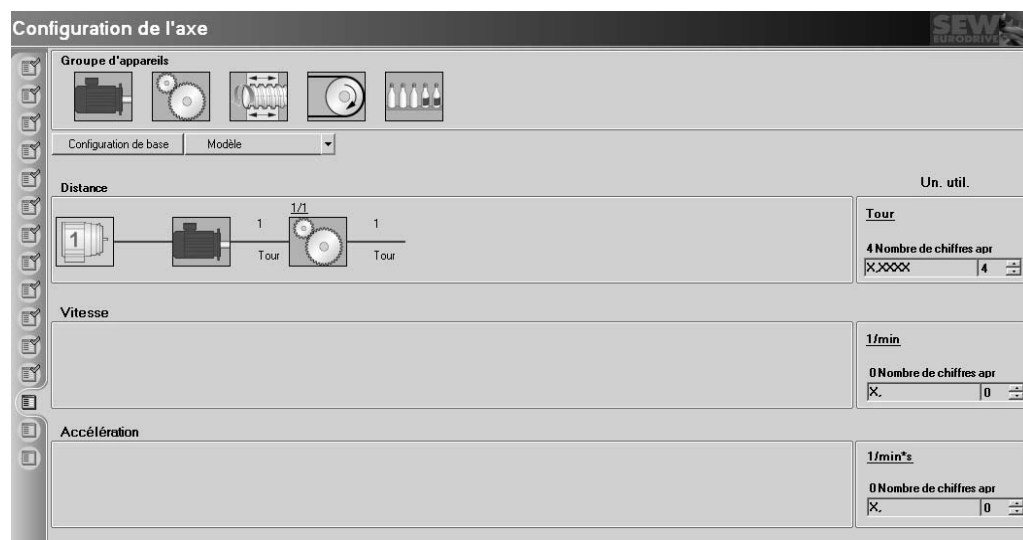 Configuration de l'axe
SEW
EURODRIVE
Groupe d'appareils
Configuration de base
Modèle
Un. util.
Distance
1
1/1
1
Tour
1
Tour
Tour
4 Nombre de chiffres apr
X,XXXX
4
Vitesse
1/min
0 Nombre de chiffres apr
X,
0
Accélération
1/min*s
0 Nombre de chiffres apr
X,
0